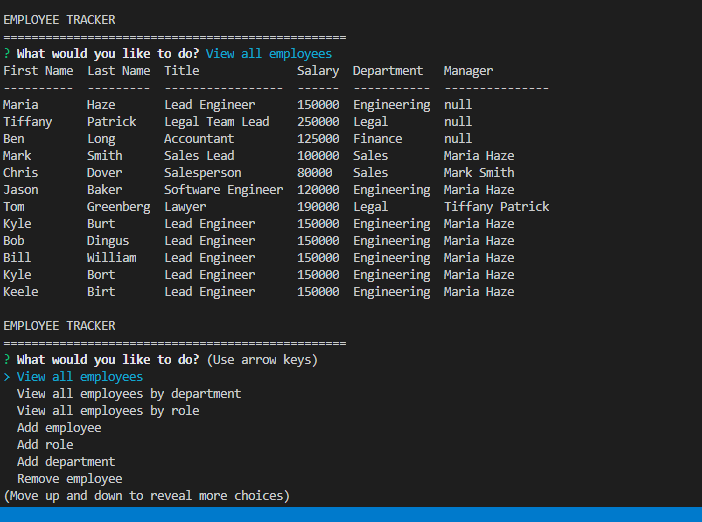 EMPLOYEE TRACKER
=================================================
? What would you like to do? View all employees
First Name  Last Name  Title              Salary  Department   Manager
----------  ---------  -----------------  ------  -----------  ---------------
Maria       Haze       Lead Engineer      150000  Engineering  null
Tiffany     Patrick    Legal Team Lead    250000  Legal        null
Ben         Long       Accountant         125000  Finance      null
Mark        Smith      Sales Lead         100000  Sales        Maria Haze
Chris       Dover      Salesperson        80000   Sales        Mark Smith
Jason       Baker      Software Engineer  120000  Engineering  Maria Haze
Tom         Greenberg  Lawyer             190000  Legal        Tiffany Patrick
Kyle        Burt       Lead Engineer      150000  Engineering  Maria Haze
Bob         Dingus     Lead Engineer      150000  Engineering  Maria Haze
Bill        William    Lead Engineer      150000  Engineering  Maria Haze
Kyle        Bort       Lead Engineer      150000  Engineering  Maria Haze
Keele       Birt       Lead Engineer      150000  Engineering  Maria Haze
EMPLOYEE TRACKER
=================================================
? What would you like to do? (Use arrow keys)
> View all employees
  View all employees by department
  View all employees by role
  Add employee
  Add role
  Add department
  Remove employee
(Move up and down to reveal more choices)